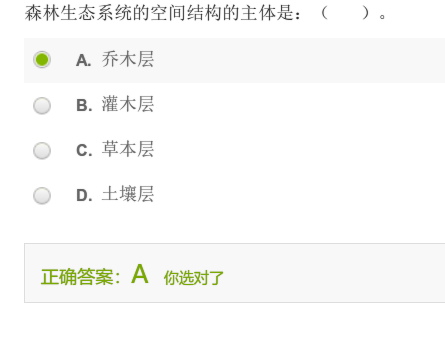 森林生态系统的空间结构的主体是：（　　）。
A. 乔木层
B. 灌木层
C. 草本层
D. 土壤层
正确答案：A 你选对了